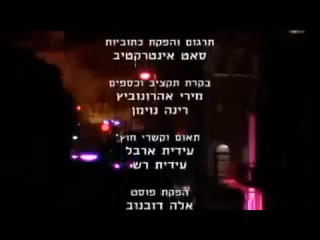 תרגום והפקת כתוביות
סאט אינטרקטיב
בקרת תקציב וכספים
מירי אהרונוביץ
רינה נוימן
תאום וקשרי חוץ
עידית ארבל
עידית רש
הפקת פוסט
אלה דובנוב